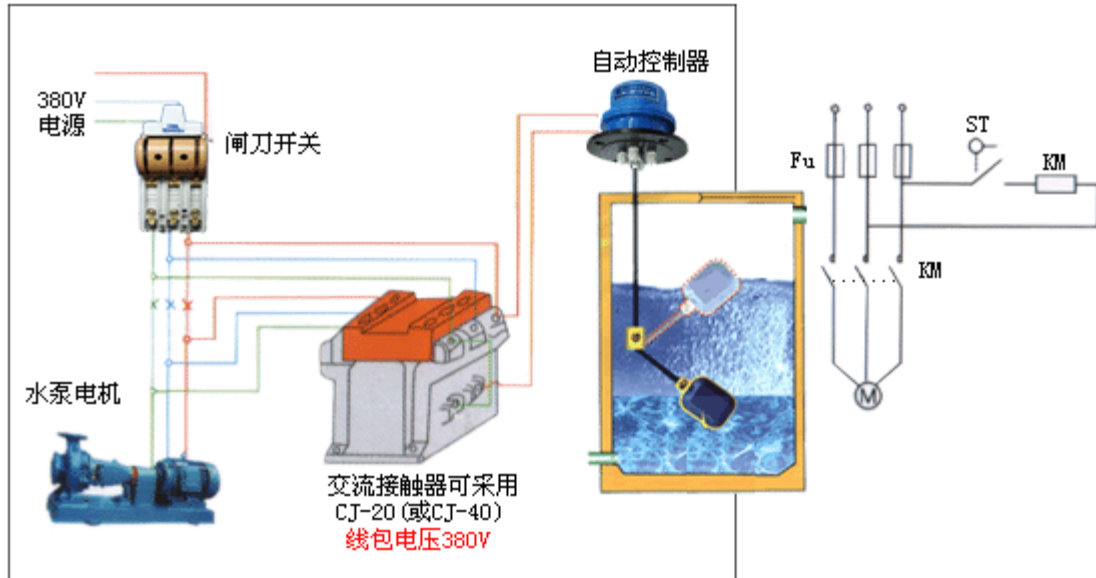 自动控制器
380V
电源
闸刀开关
ST
Fu
KM
KM
水泵电机
M
交流接触器可采用
CJ-20(或CJ-40)
线包电压380V